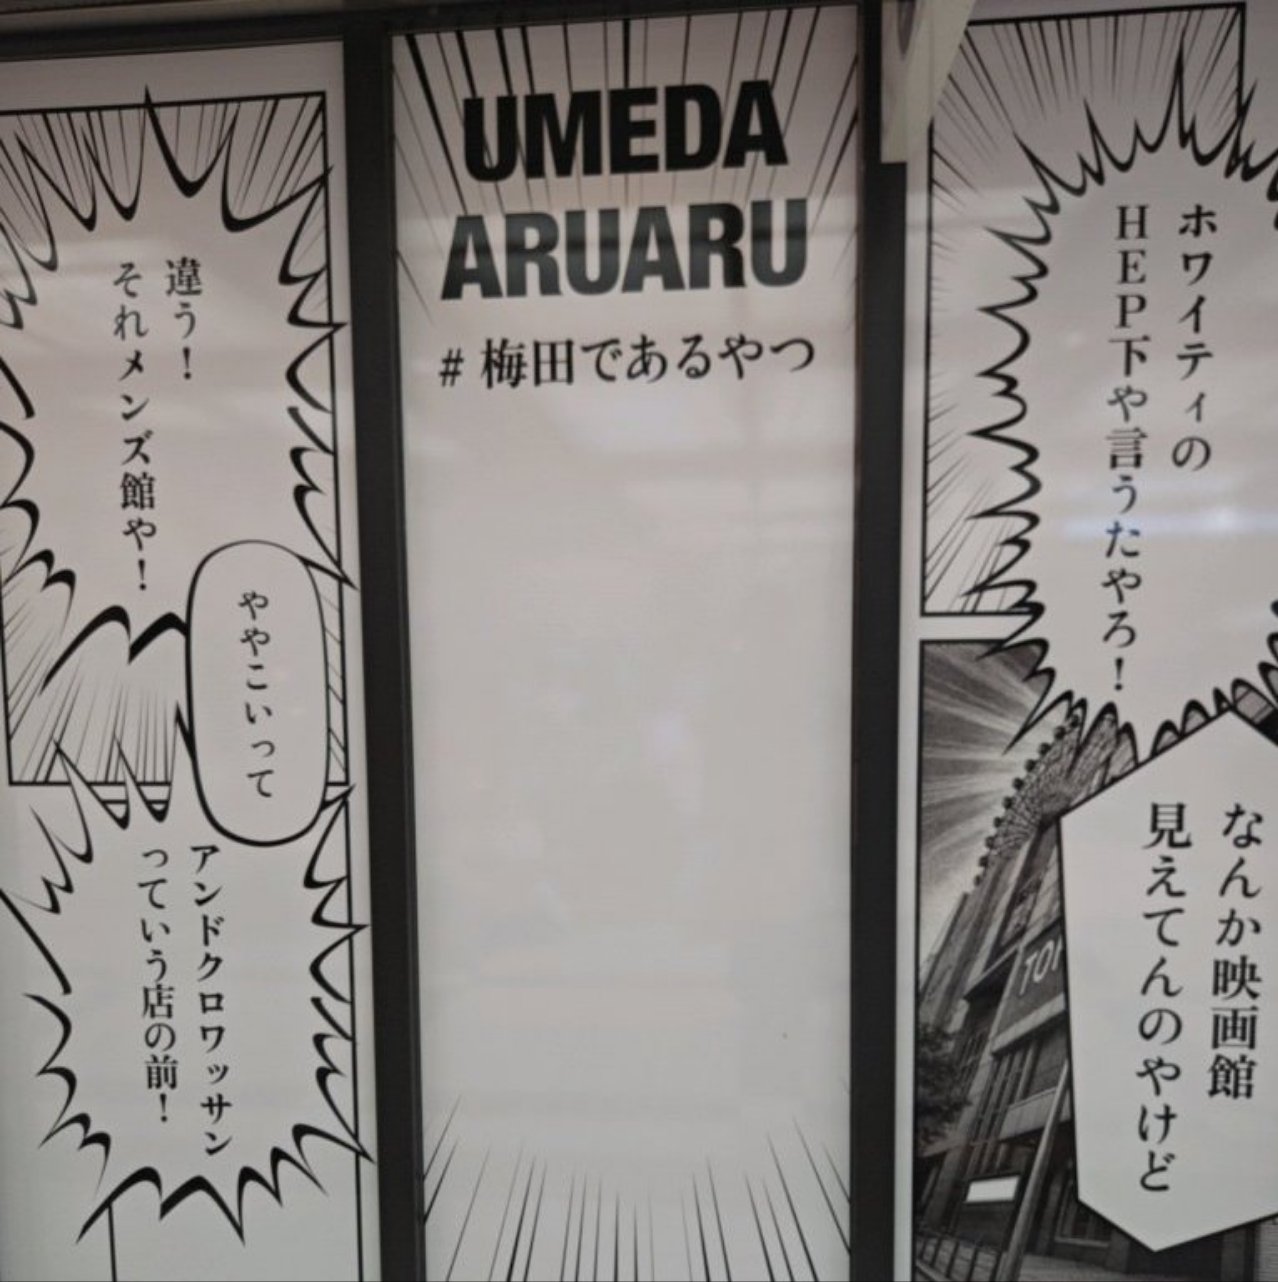 UMEDA
ARUARU
# 梅田であるやつ
ホワイティの
HEP下や言うたやろ！
なんか映画館
見えてんのやけど
違う！
それメンズ館や！
ややこいって
アンドクロワッサン
っていう店の前！